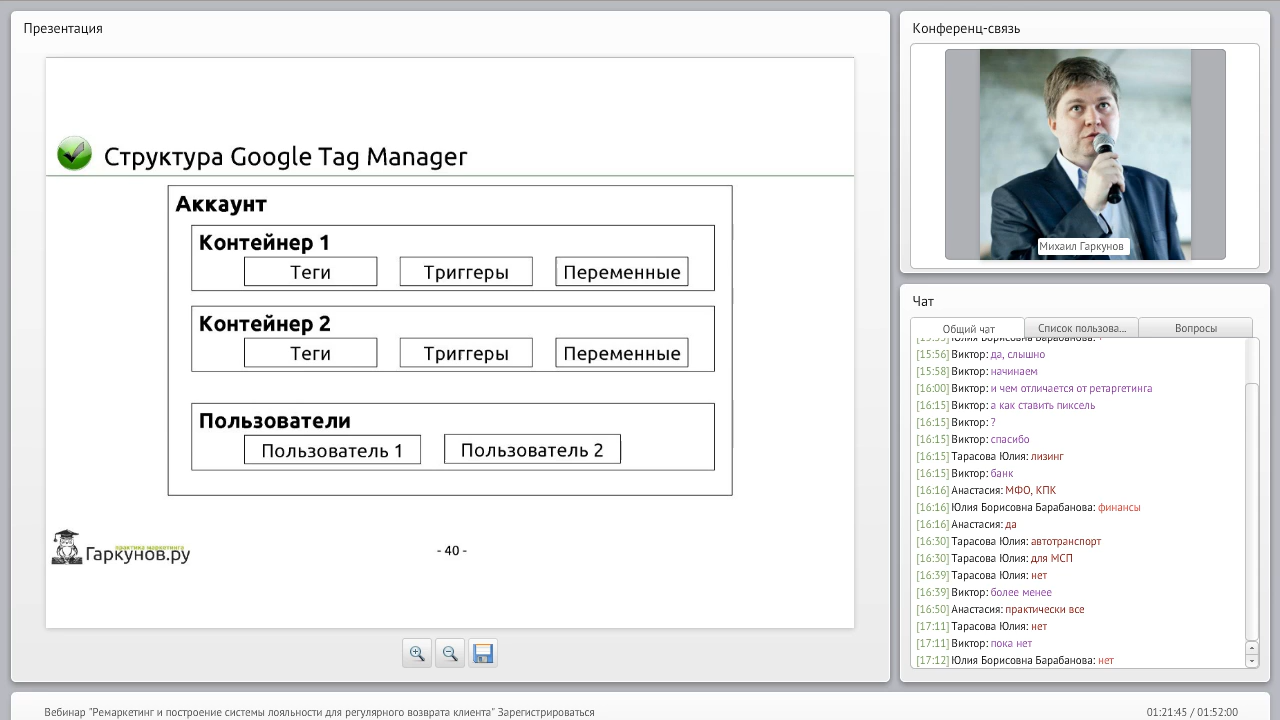 Презентация
Структура Google Tag Manager
Аккаунт
Контейнер 1
Теги
Триггеры
Переменные
Контейнер 2
Теги
Триггеры
Переменные
Пользователи
Пользователь 1
Пользователь 2
практика маркетинга
Гаркунов.ру
- 40 -
Конференц-связь
Михаил Гаркунов
Чат
Общий чат
Список пользова...
Вопросы
Юлия Борисовна Барабанова:
[15:56] Виктор: да, слышно
[15:58] Виктор: начинаем
[16:00] Виктор: и чем отличается от ретаргетинга
[16:15] Виктор: а как ставить пиксель
[16:15] Виктор: ?
[16:15] Виктор: спасибо
[16:15] Тарасова Юлия: лизинг
[16:15] Виктор: банк
[16:16] Анастасия: МФО, КПК
[16:16] Юлия Борисовна Барабанова: финансы
[16:16] Анастасия: да
[16:30] Тарасова Юлия: автотранспорт
[16:30] Тарасова Юлия: для МСП
[16:39] Тарасова Юлия: нет
[16:39] Виктор: более менее
[16:50] Анастасия: практически все
[17:11] Тарасова Юлия: нет
[17:11] Виктор: пока нет
[17:12] Юлия Борисовна Барабанова: нет
Вебинар "Ремаркетинг и построение системы лояльности для регулярного возврата клиента" Зарегистрироваться
01:21:45 / 01:52:00